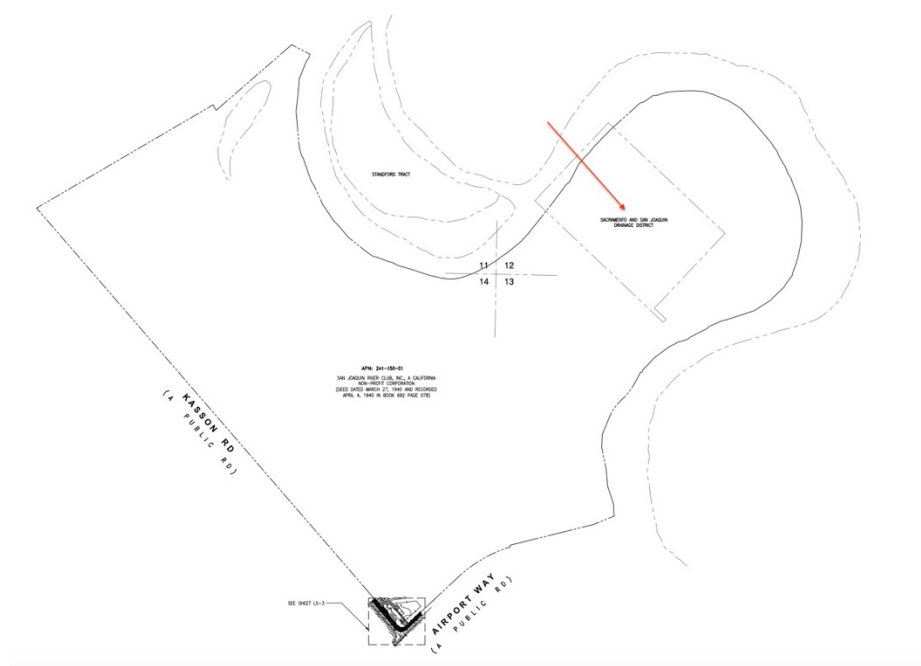 STANDFORD TRACT
SACRAMENTO AND SAN JOAQUIN
DRAINAGE DISTRICT
11 12
14 13
APN: 241-150-01
SAN JOAQUIN RIVER CLUB, INC., A CALIFORNIA
NON-PROFIT CORPORATION
(DEED DATED MARCH 27, 1940 AND RECORDED
APRIL 4, 1940 IN BOOK 692 PAGE 078)
KASSON RD
(A PUBLIC RD)
SEE SHEET LS-3
AIRPORT WAY
(A PUBLIC RD)